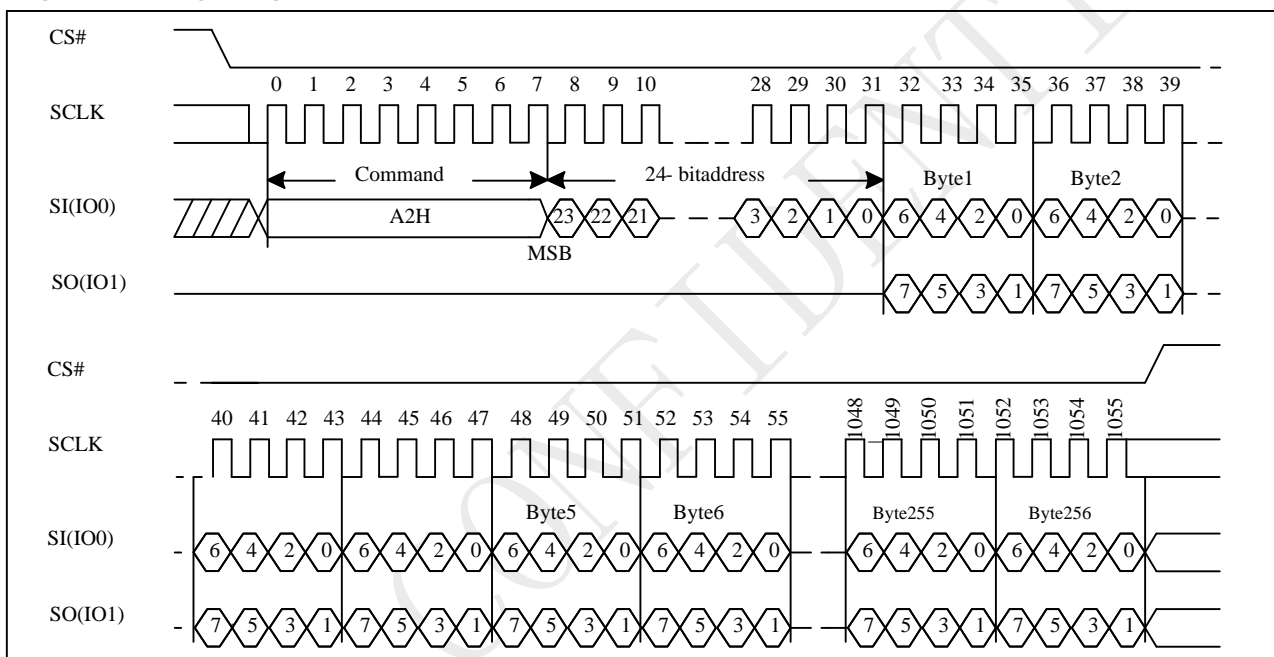 CS#
0 1 2 3 4 5 6 7 8 9 10 28 29 30 31 32 33 34 35 36 37 38 39
SCLK
Command 24- bitaddress Byte1 Byte2
SI(IO0) A2H 23 22 21 3 2 1 0 6 4 2 0 6 4 2 0
MSB
SO(IO1) 7 5 3 1 7 5 3 1
CS#
40 41 42 43 44 45 46 47 48 49 50 51 52 53 54 55 1048 1049 1050 1051 1052 1053 1054 1055
SCLK
Byte5 Byte6 Byte255 Byte256
SI(IO0) 6 4 2 0 6 4 2 0 6 4 2 0 6 4 2 0 6 4 2 0 6 4 2 0
SO(IO1) 7 5 3 1 7 5 3 1 7 5 3 1 7 5 3 1 7 5 3 1 7 5 3 1
CONFIDENT